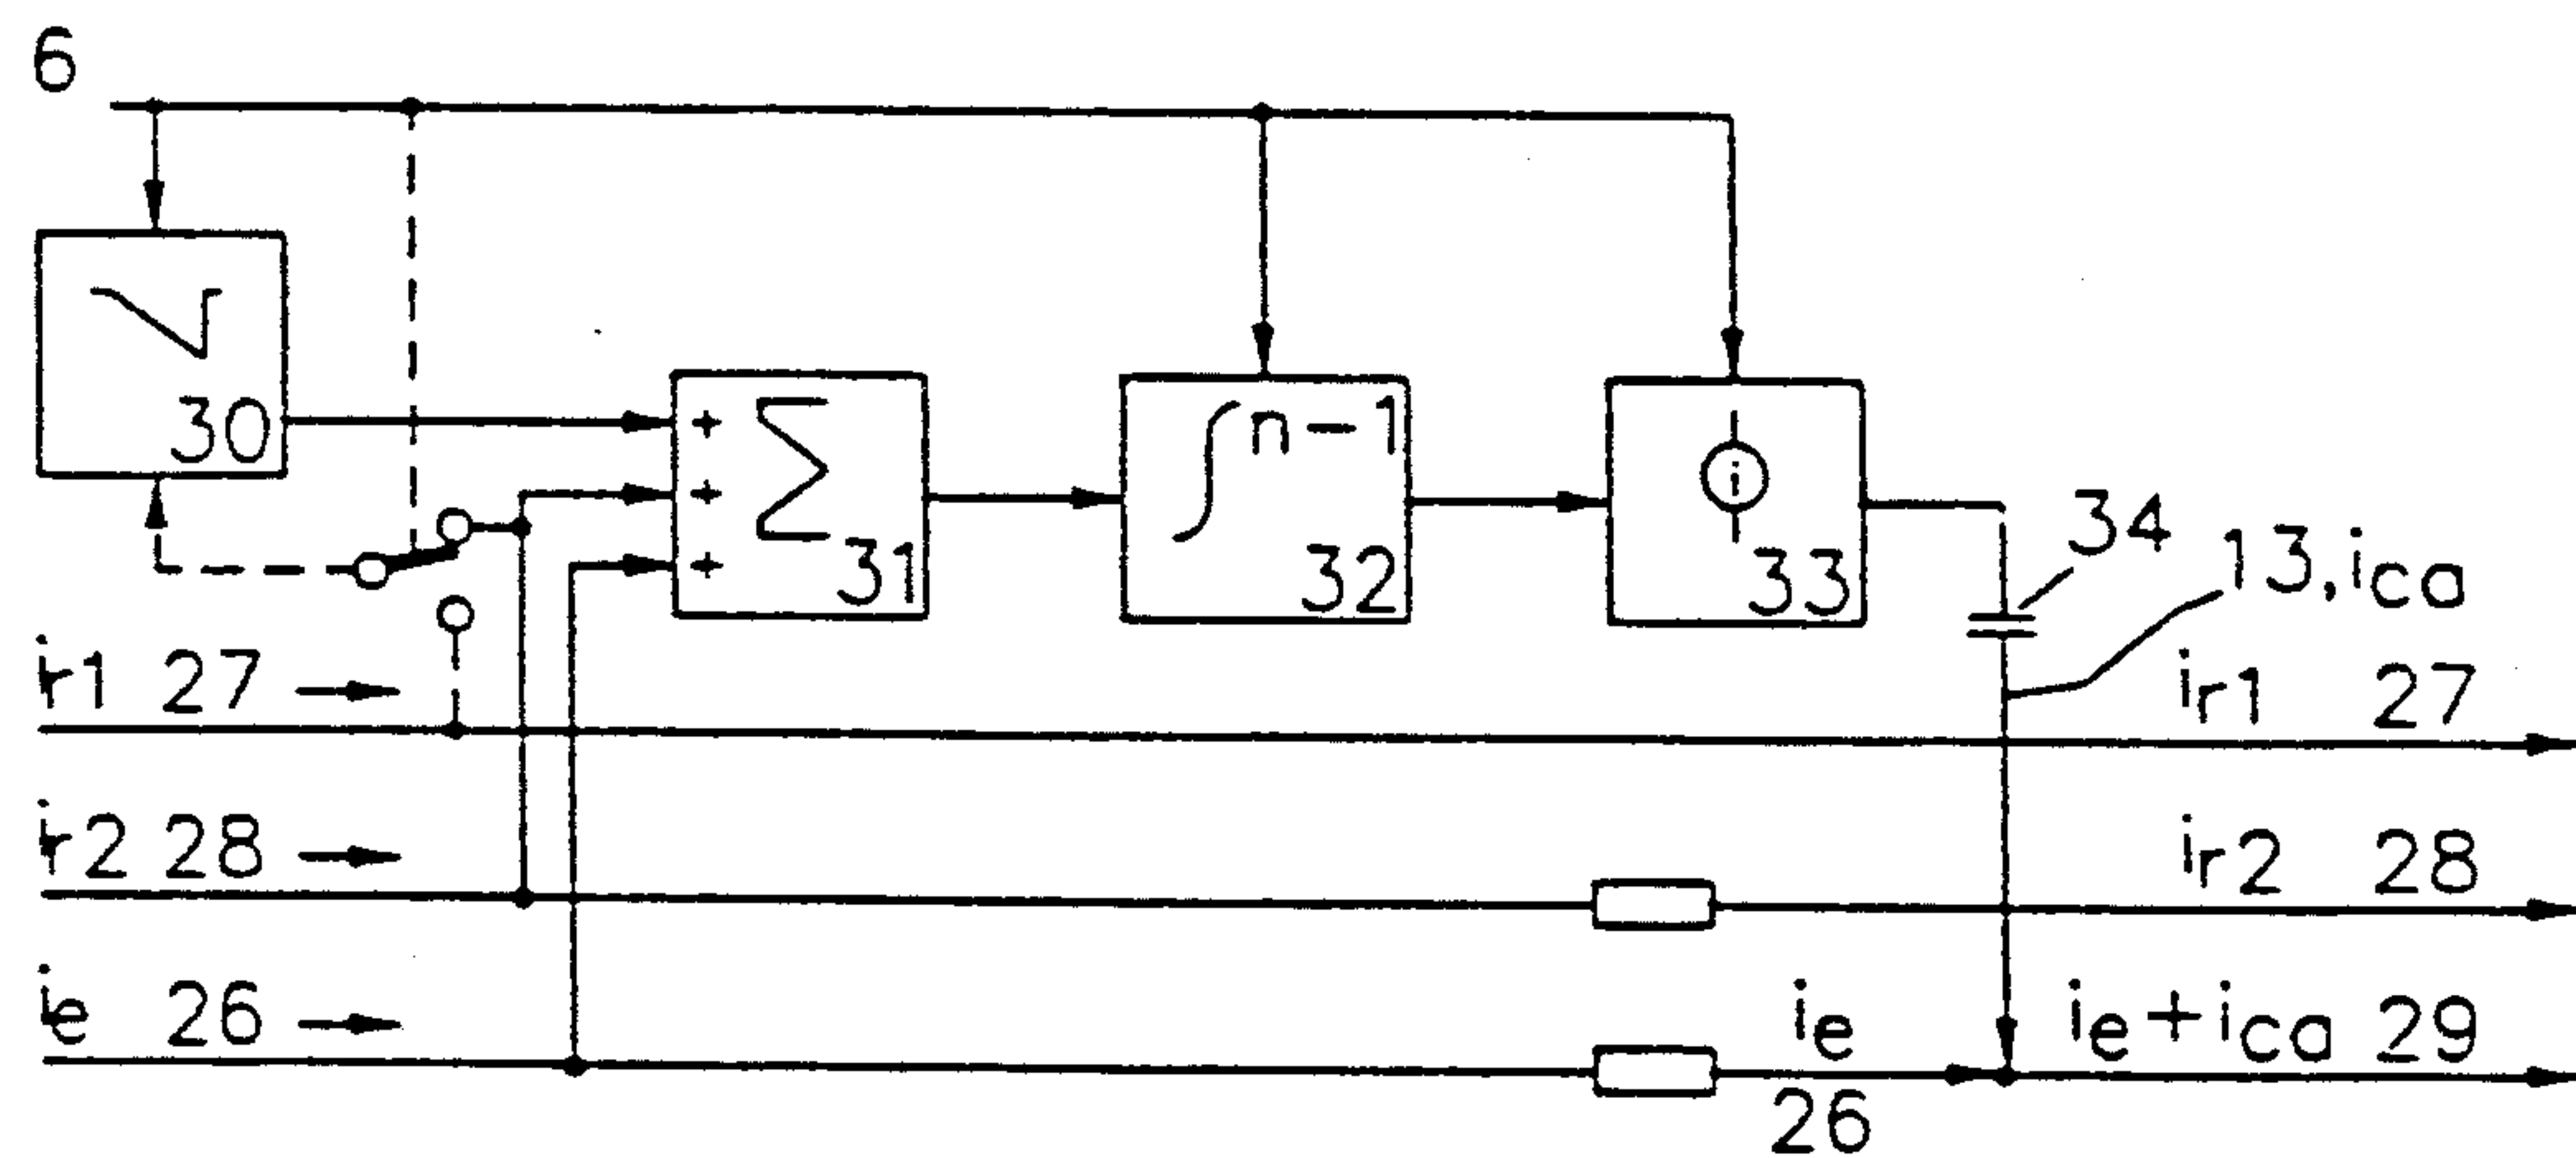 6
30
+
+
+
Σ
31
∫ n-1
32
i
33
34
13, ica
ir1 27
ir1 27
ir2 28
ir2 28
ie 26
ie
26
ie+ica 29